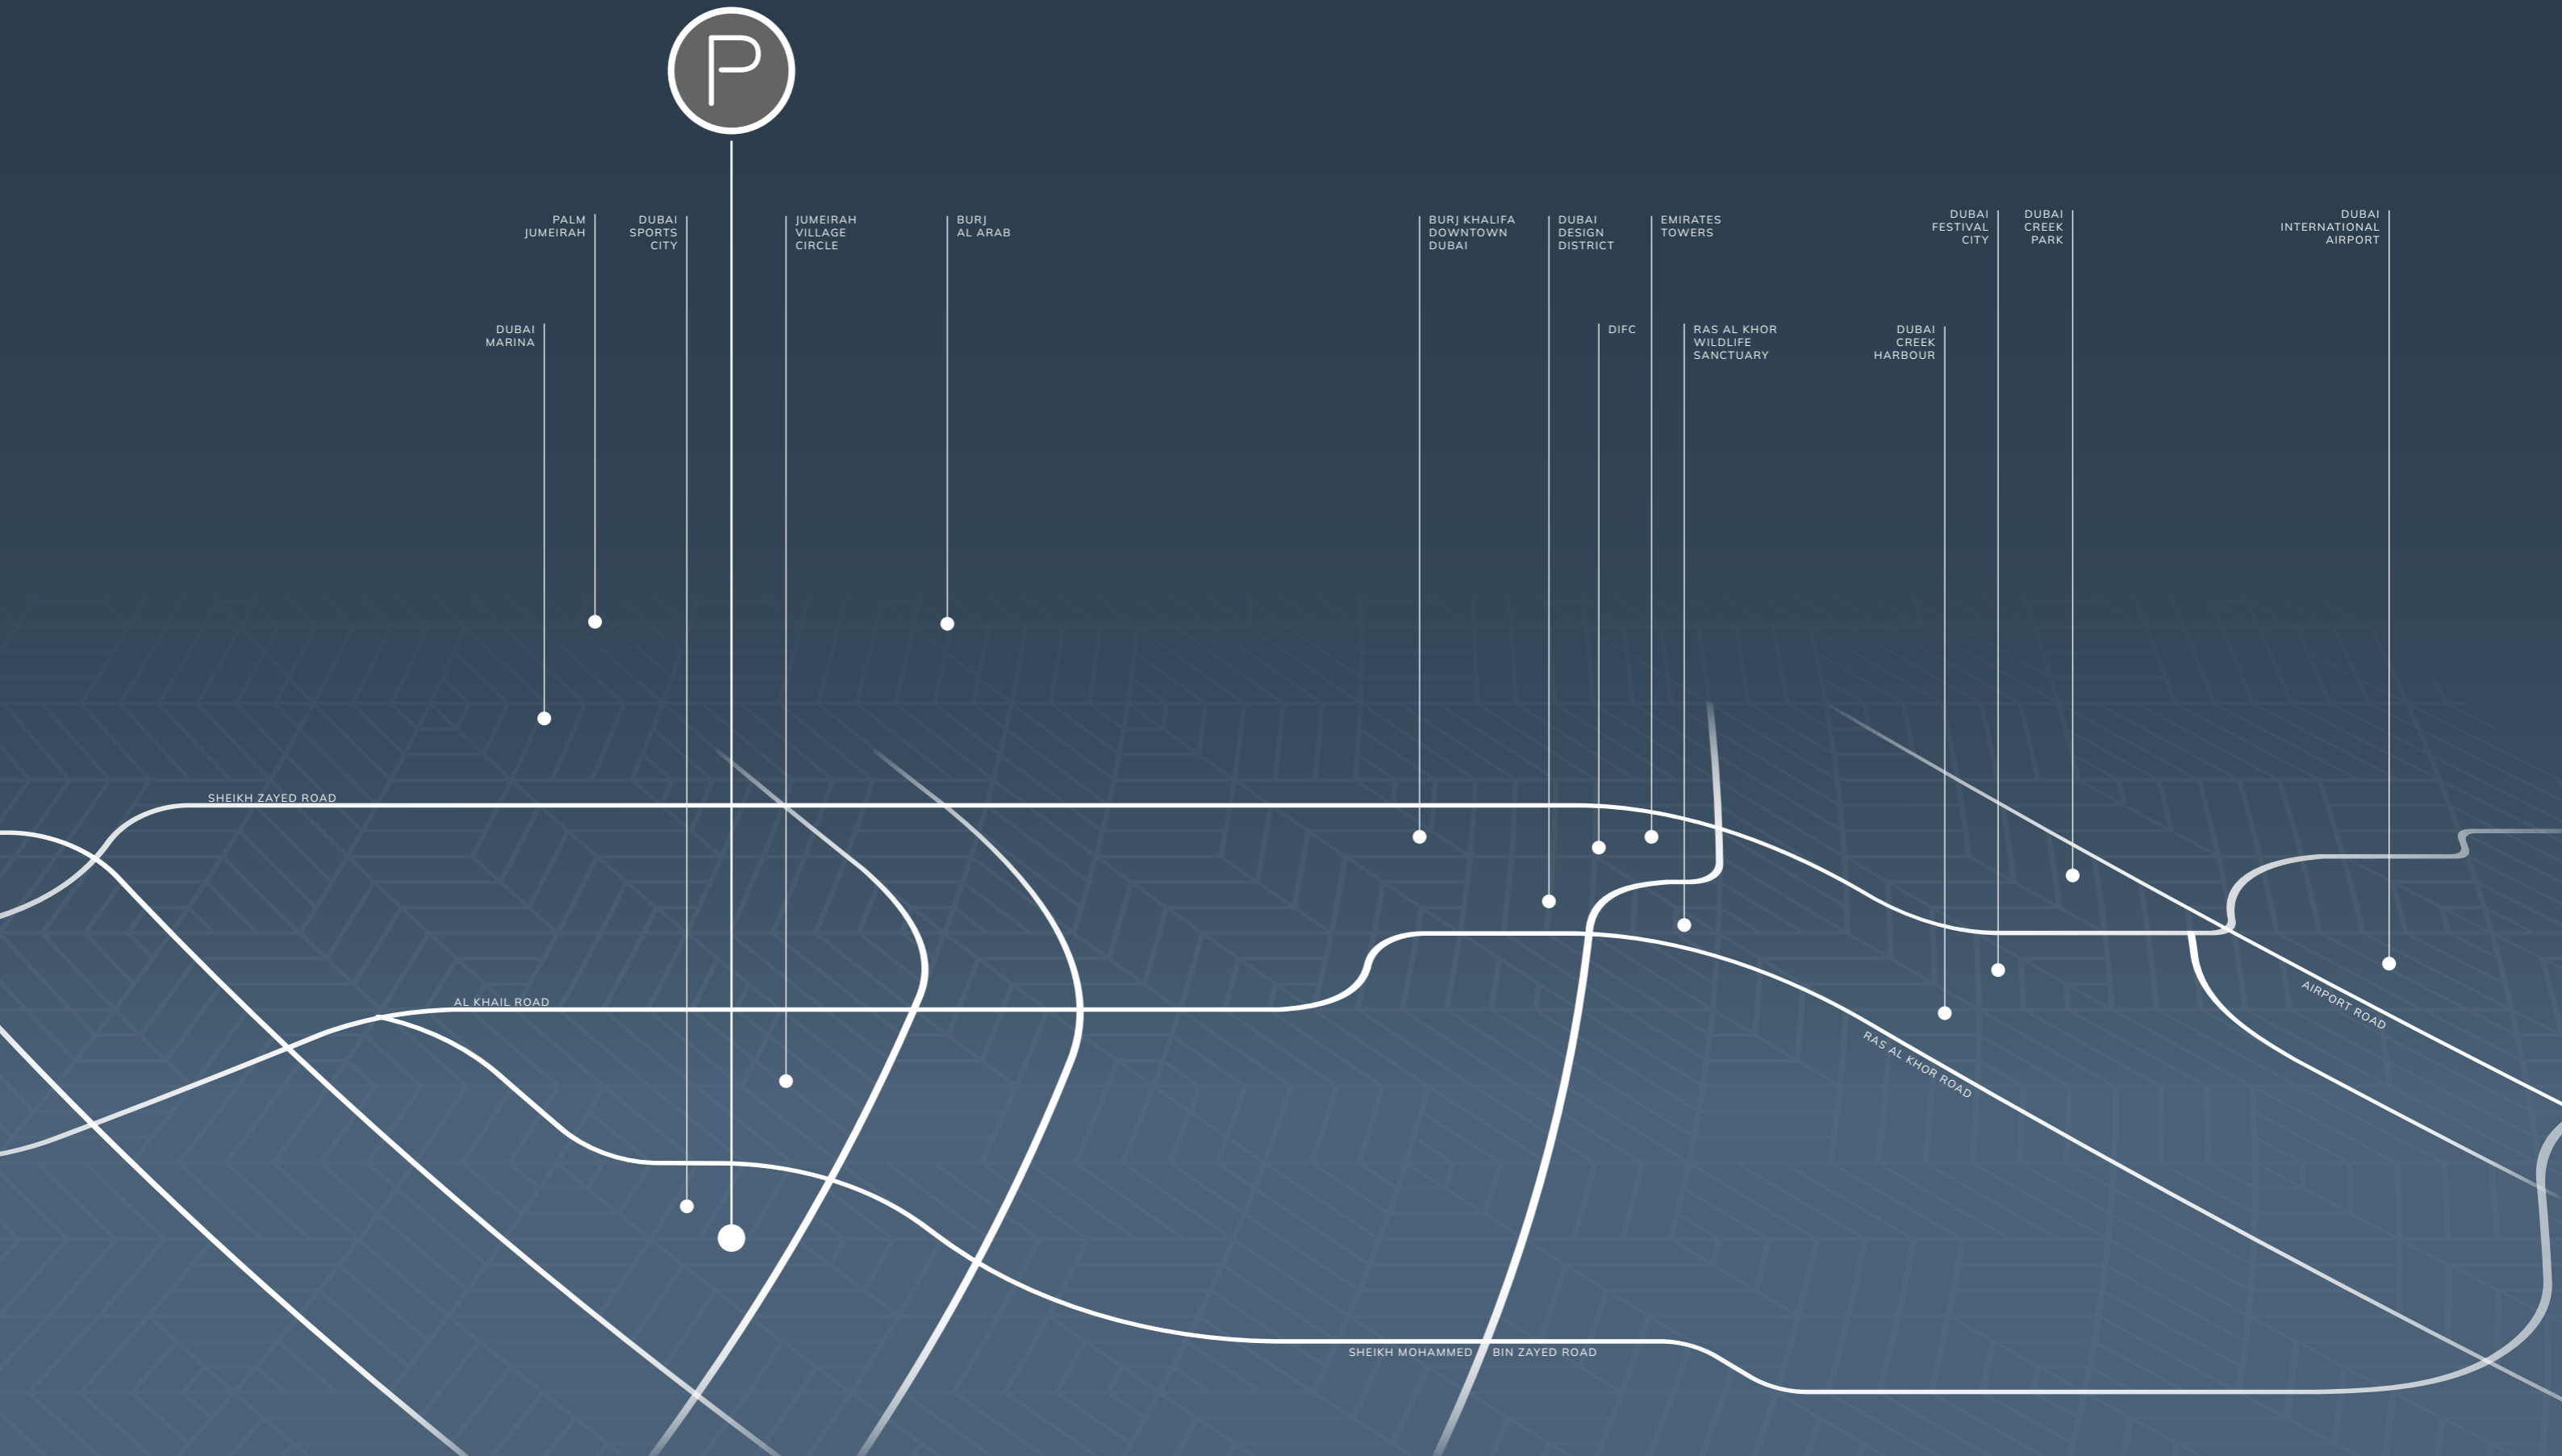 P
PALM
JUMEIRAH
DUBAI
SPORTS
CITY
JUMEIRAH
VILLAGE
CIRCLE
BURJ
AL ARAB
BURJ KHALIFA
DOWNTOWN
DUBAI
DUBAI
DESIGN
DISTRICT
EMIRATES
TOWERS
DUBAI
FESTIVAL
CITY
DUBAI
CREEK
PARK
DUBAI
INTERNATIONAL
AIRPORT
DUBAI
MARINA
DIFC
RAS AL KHOR
WILDLIFE
SANCTUARY
DUBAI
CREEK
HARBOUR
SHEIKH ZAYED ROAD
AL KHAIL ROAD
AIRPORT ROAD
RAS AL KHOR ROAD
SHEIKH MOHAMMED BIN ZAYED ROAD